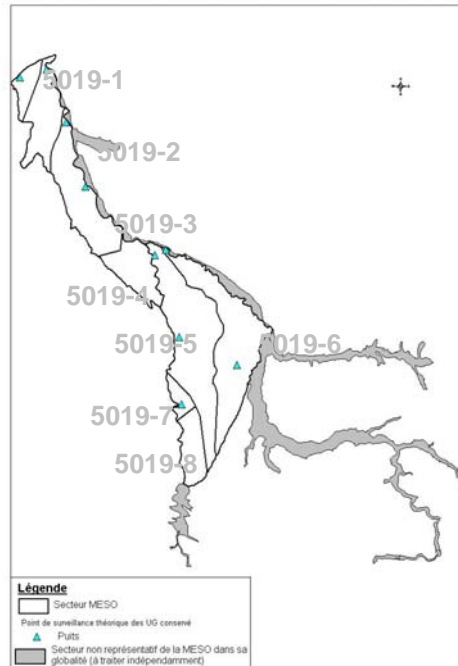 5019-1
5019-2
5019-3
5019-4
5019-5
5019-6
5019-7
5019-8
Légende
Secteur MESO
Point de surveillance théorique des UG conservé
Puits
Secteur non représentatif de la MESO dans sa
globalité (à traiter indépendamment)